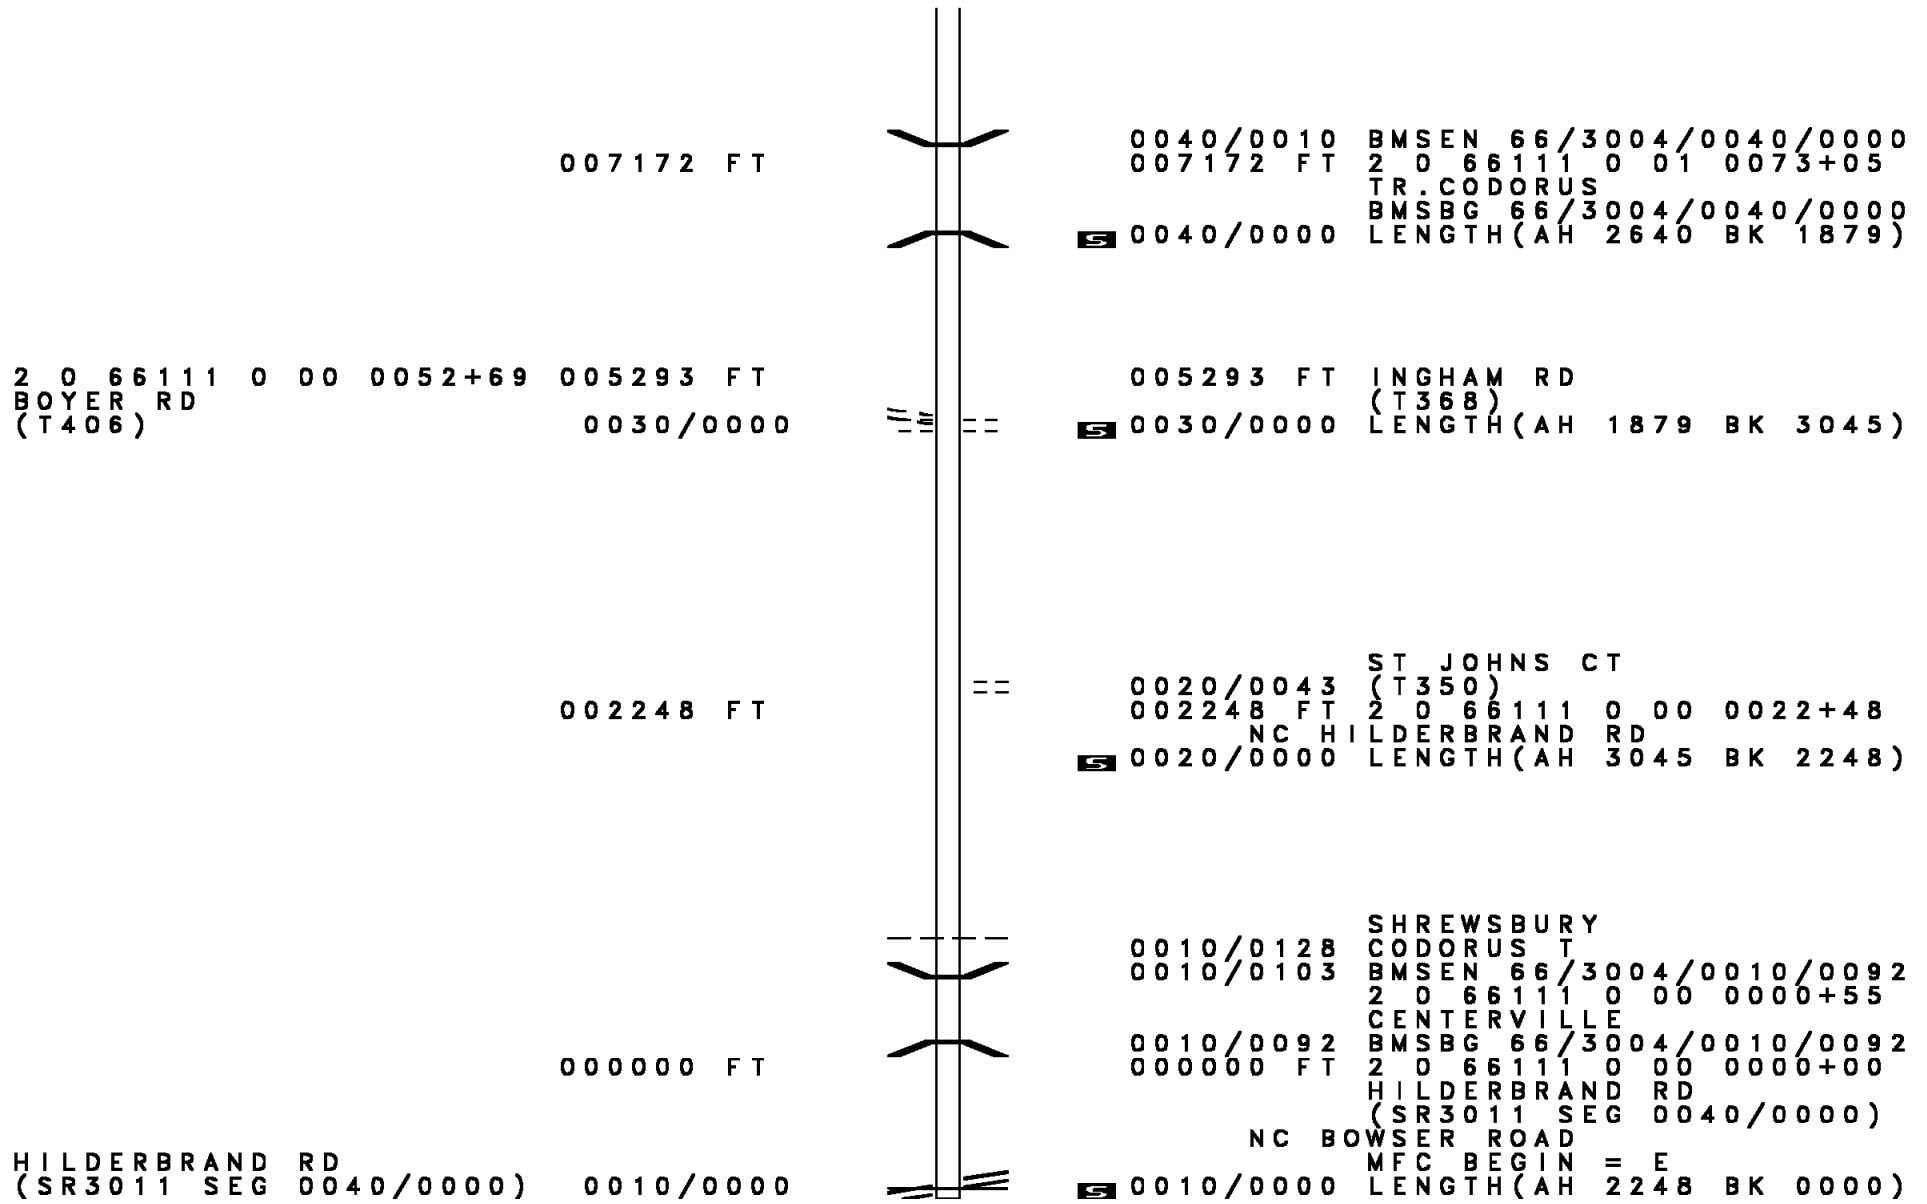 0040/0010 BMSEN 66/3004/0040/0000
007172 FT 007172 FT 2 0 66111 0 01 0073+05
TR.CODORUS
BMSBG 66/3004/0040/0000
S 0040/0000 LENGTH(AH 2640 BK 1879)
2 0 66111 0 00 0052+69 005293 FT 005293 FT INGHAM RD
BOYER RD (T368)
(T406) 0030/0000 S 0030/0000 LENGTH(AH 1879 BK 3045)
ST JOHNS CT
0020/0043 (T350)
002248 FT 002248 FT 2 0 66111 0 00 0022+48
NC HILDERBRAND RD
S 0020/0000 LENGTH(AH 3045 BK 2248)
SHREWSBURY
0010/0128 CODORUS T
0010/0103 BMSEN 66/3004/0010/0092
2 0 66111 0 00 0000+55
CENTERVILLE
0010/0092 BMSBG 66/3004/0010/0092
000000 FT 000000 FT 2 0 66111 0 00 0000+00
HILDERBRAND RD
(SR3011 SEG 0040/0000)
NC BOWSER ROAD
HILDERBRAND RD MFC BEGIN = E
(SR3011 SEG 0040/0000) 0010/0000 S 0010/0000 LENGTH(AH 2248 BK 0000)